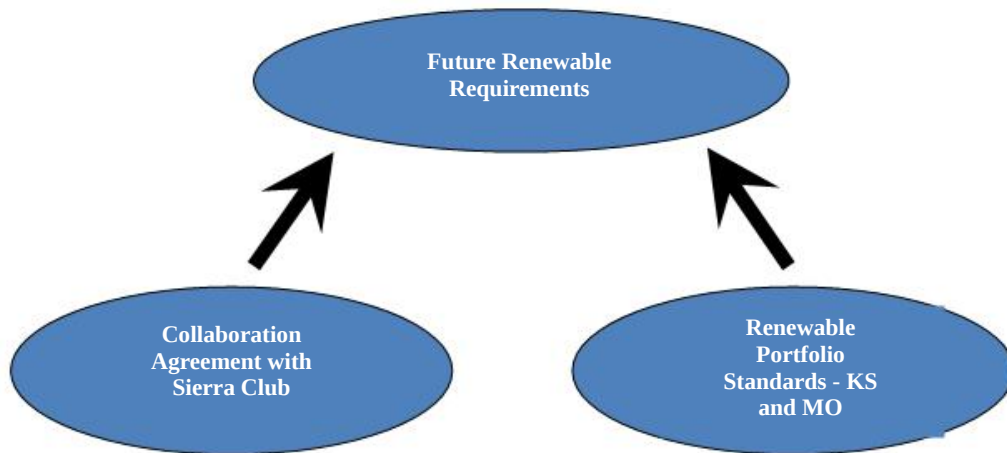 Future Renewable
Requirements
Collaboration
Agreement with
Sierra Club
Renewable
Portfolio
Standards - KS
and MO